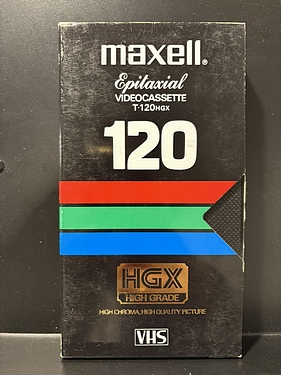 maxell®
Epitaxial
VIDEOCASSETTE
T-120HGX
120
HGX
HIGH GRADE
HIGH CHROMA, HIGH QUALITY PICTURE
VHS